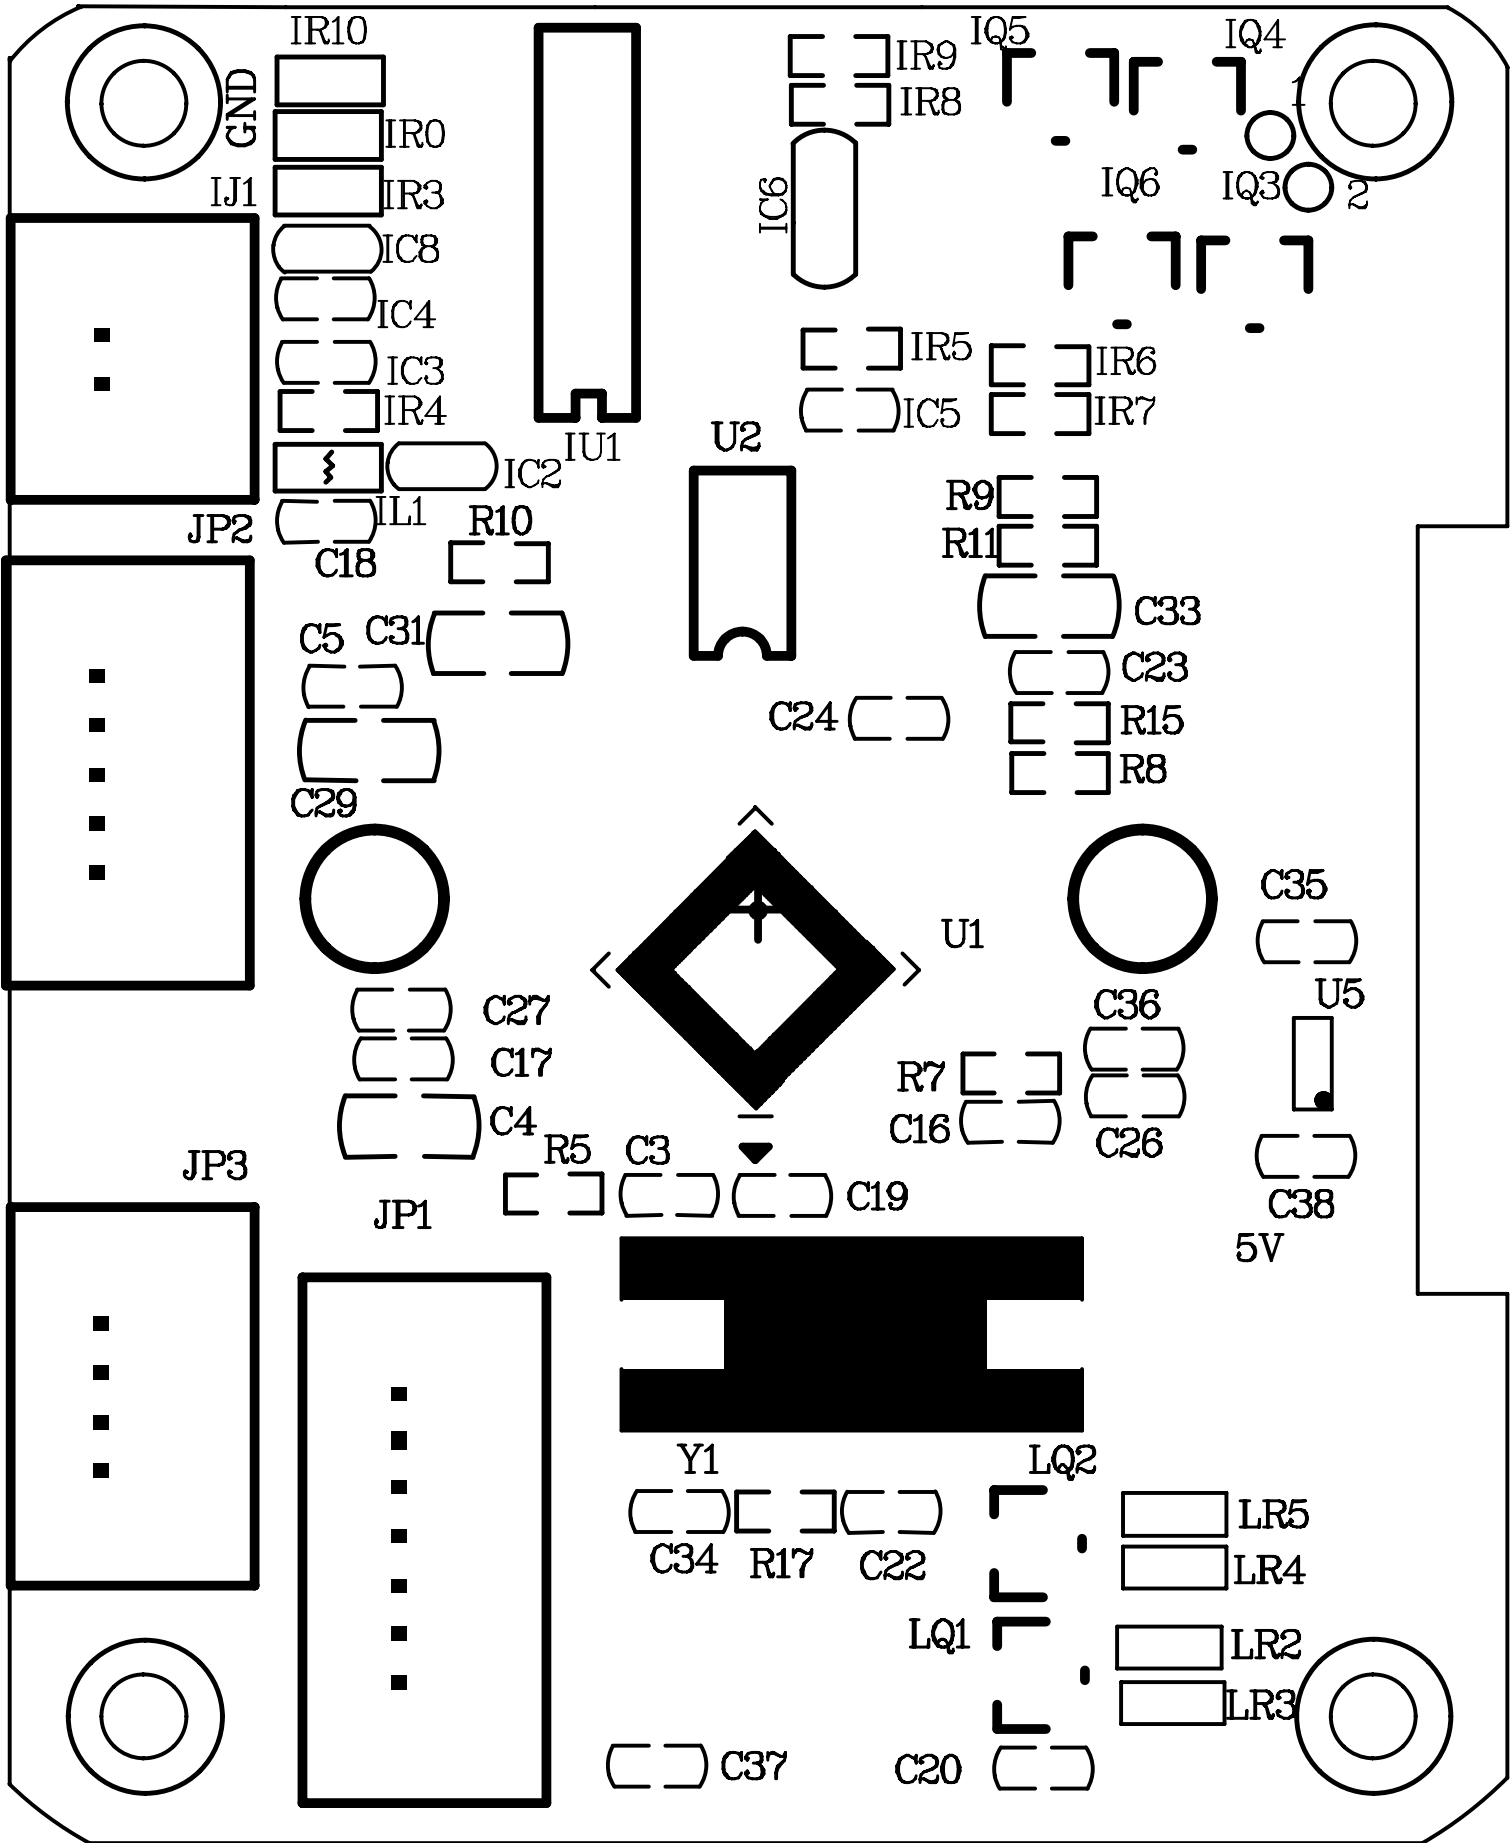 IR10
IQ5
IQ4
IR9
GND
IR8
1
IR0
IJ1
IR3
IC6
IQ6
IQ3
2
IC8
IC4
IR5
IR6
IC3
IR4
IC5
IR7
IU1
U2
IC2
IL1
JP2
R10
R9
R11
C18
C5
C31
C33
C23
C24
R15
R8
C29
C35
U1
U5
C27
C36
C17
R7
C4
C16
C26
R5
C3
JP3
JP1
C19
C38
5V
Y1
LQ2
LR5
C34
R17
C22
LR4
LQ1
LR2
LR3
C37
C20